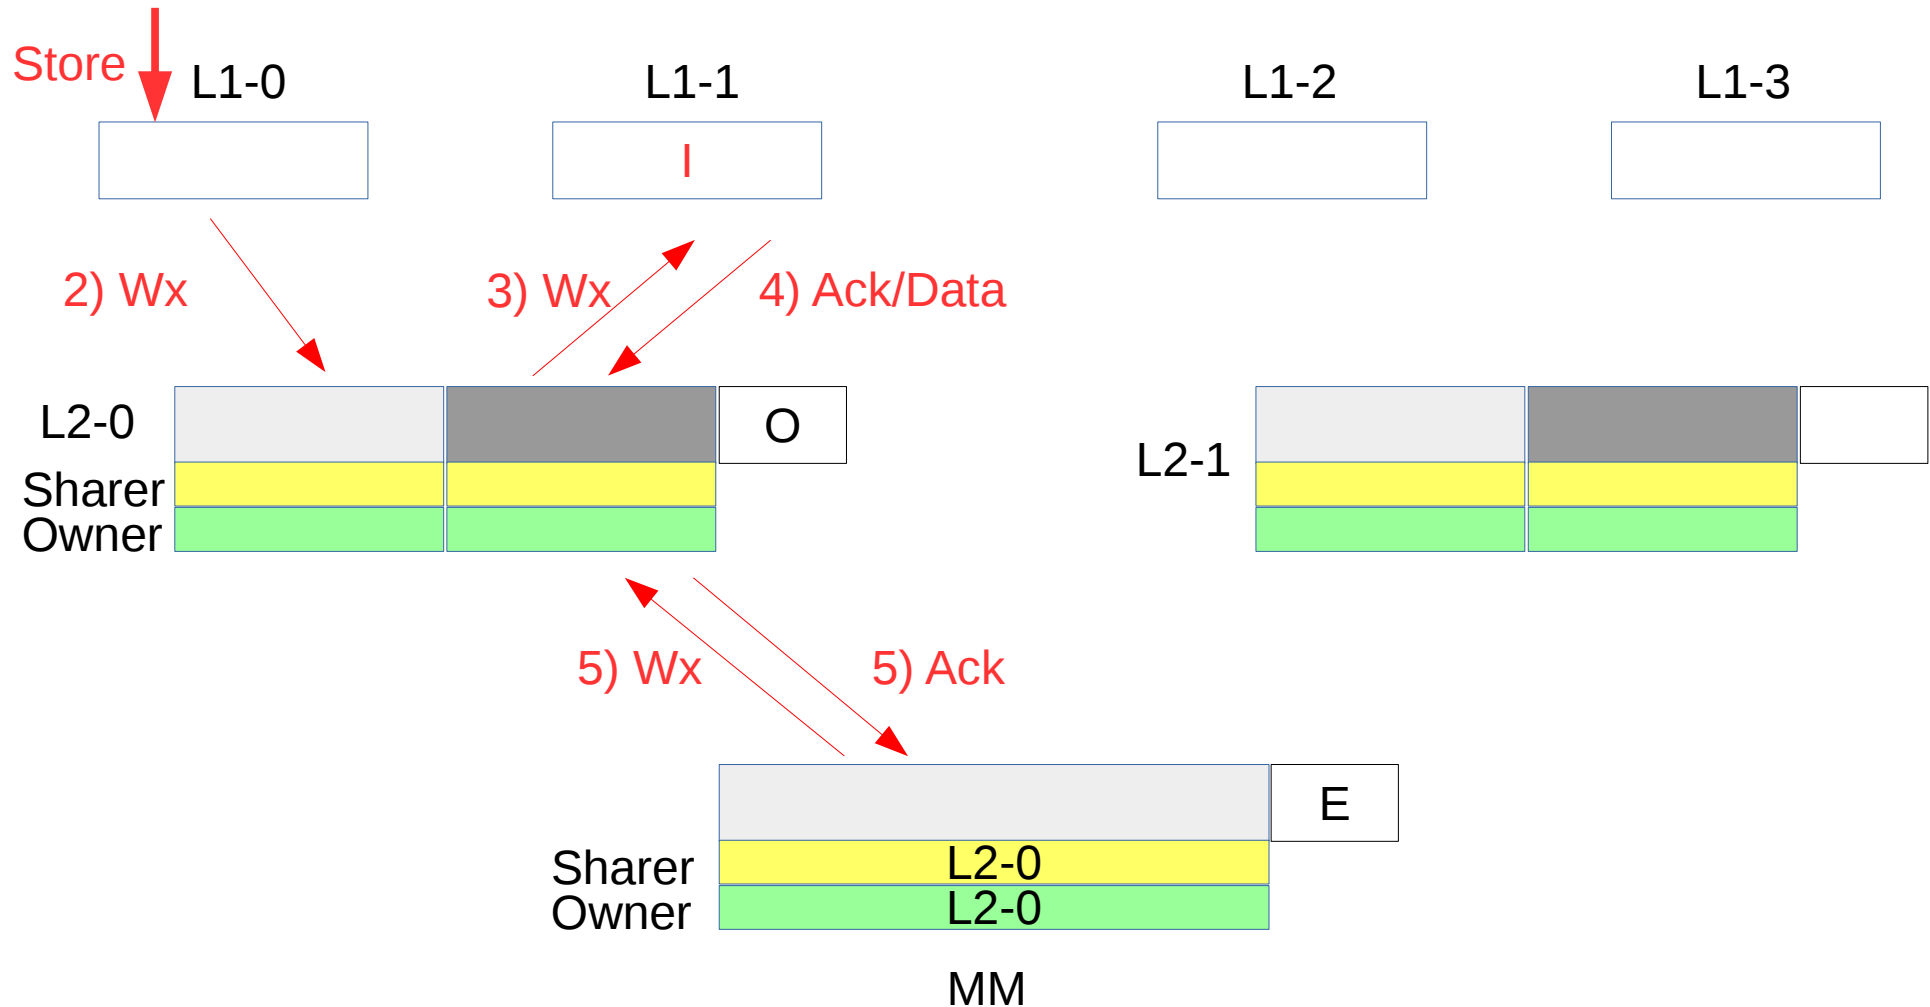 Store
L1-0
L1-1
L1-2
L1-3
I
2) Wx
3) Wx
4) Ack/Data
L2-0
O
L2-1
Sharer
Owner
5) Wx
5) Ack
E
Sharer
L2-0
Owner
L2-0
MM